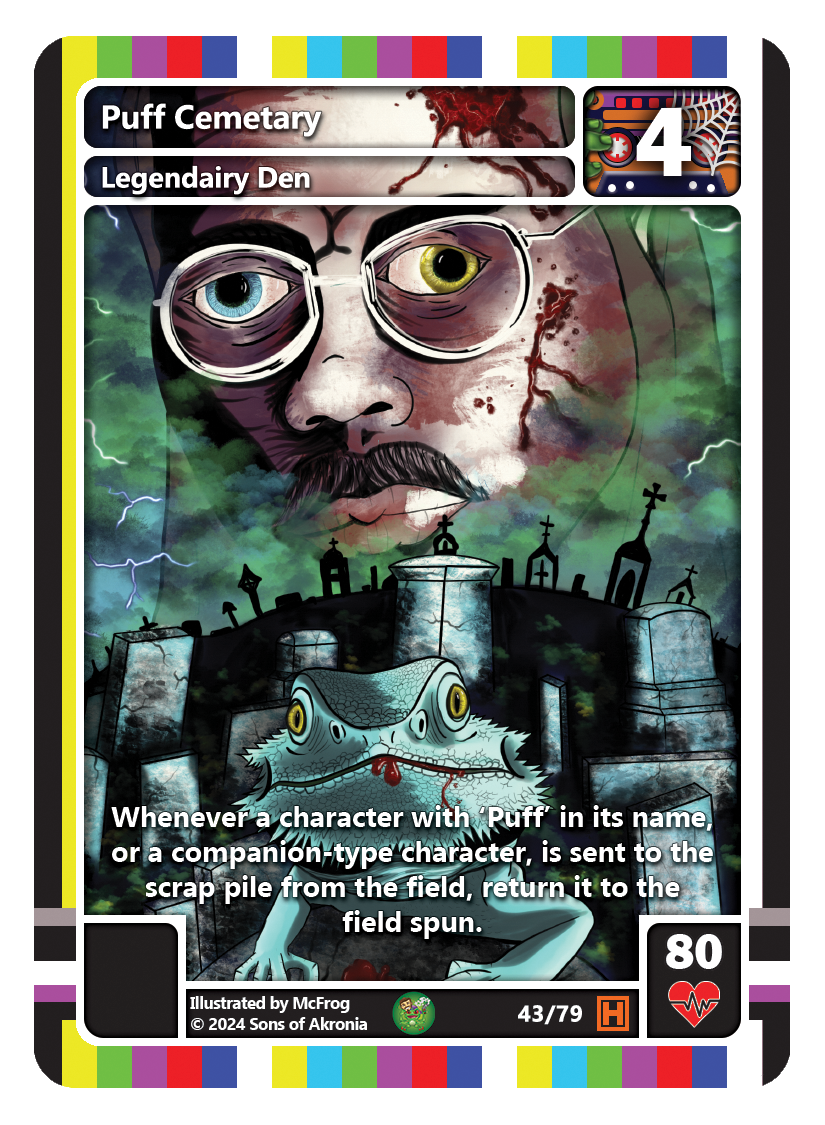 Puff Cemetary
4
Legendairy Den
Whenever a character with ‘Puff’ in its name,
or a companion-type character, is sent to the
scrap pile from the field, return it to the
field spun.
80
Illustrated by McFrog
© 2024 Sons of Akronia
43/79
H